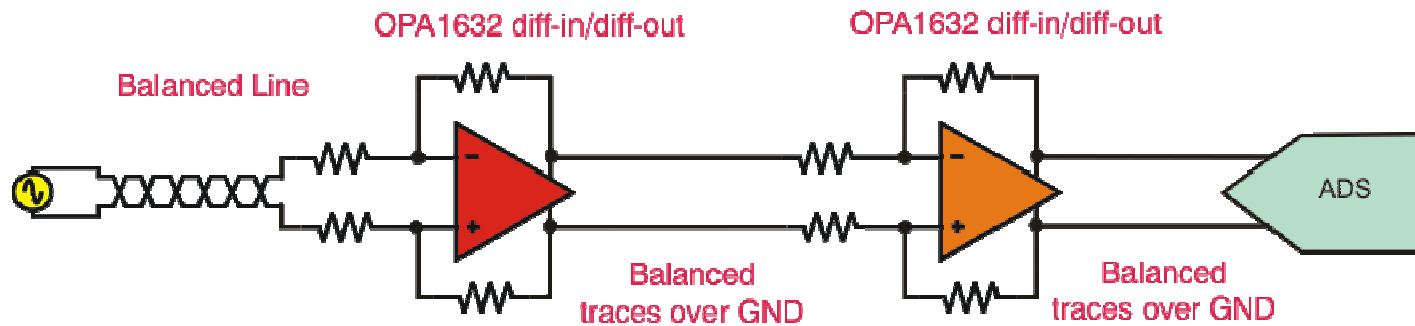 OPA1632 diff-in/diff-out
OPA1632 diff-in/diff-out
Balanced Line
-
+
-
+
ADS
Balanced
traces over GND
Balanced
traces over GND